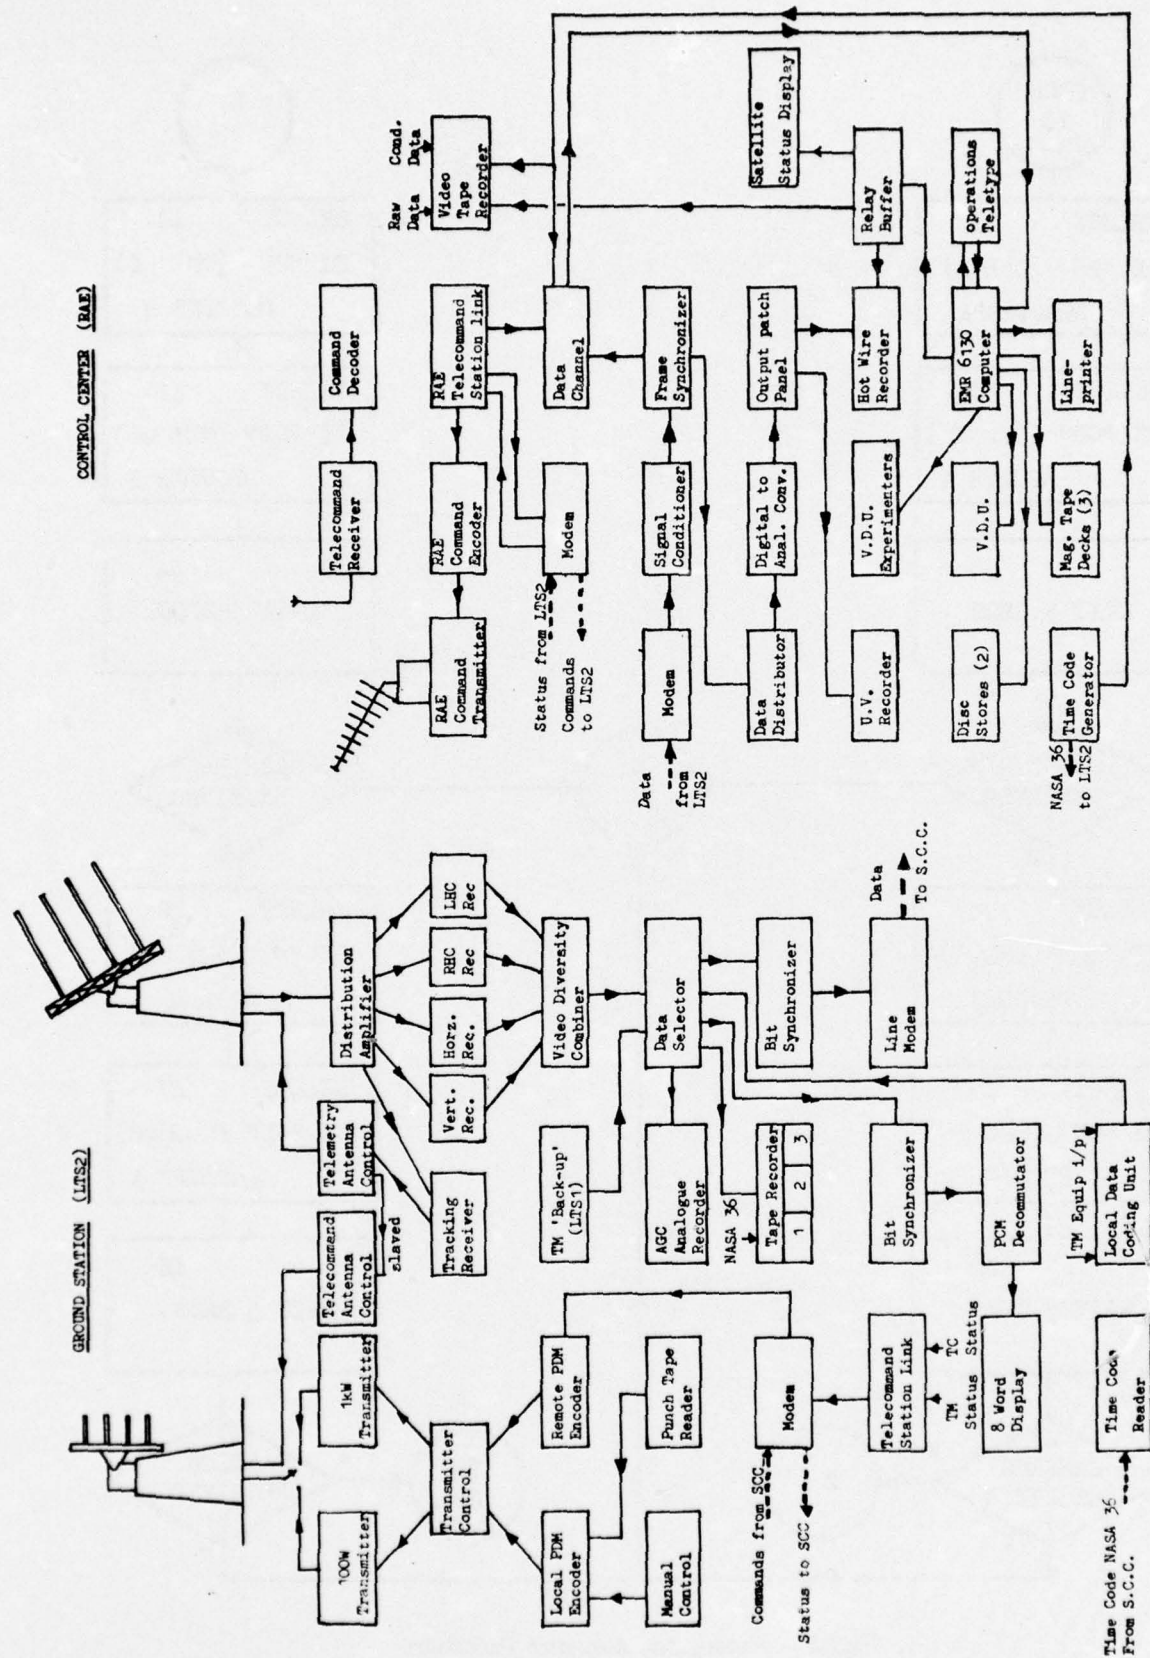 GROUND STATION (LTS2)
100W
Transmitter
1kW
Transmitter
Telecommand
Antenna
Control
slaved
Telemetry
Antenna
Control
Distribution
Amplifier
Transmitter
Control
Tracking
Receiver
Vert.
Rec.
Horz.
Rec.
RHC
Rec
LHC
Rec
Local PDM
Encoder
Remote PDM
Encoder
TM 'Back-up'
(LTS1)
Video Diversity
Combiner
Manual
Control
Punch Tape
Reader
AGC
Analogue
Recorder
Data
Selector
Commands from SCC
Status to SCC
Modem
NASA 36
Tape Recorder
1 2 3
Bit
Synchronizer
Telecommand
Station Link
TM
Status
TC
Status
Bit
Synchronizer
Line
Modem
Data
To S.C.C.
8 Word
Display
PCM
Decommutator
Time Code NASA 36
From S.C.C.
Time Code
Reader
TM Equip i/p
Local Data
Coding Unit
CONTROL CENTER (RAE)
Telecommand
Receiver
Command
Decoder
Raw
Data
Cond.
Data
Video
Tape
Recorder
RAE
Command
Transmitter
RAE
Command
Encoder
RAE
Telecommand
Station link
Status from LTS2
Commands
to LTS2
Modem
Data
Channel
Data
from
LTS2
Modem
Signal
Conditioner
Frame
Synchronizer
Data
Distributor
Digital to
Anal. Conv.
Output patch
Panel
Satellite
Status Display
U.V.
Recorder
V.D.U.
Experimenters
Hot Wire
Recorder
Relay
Buffer
Disc
Stores (2)
V.D.U.
EMR 6130
Computer
operations
Teletype
NASA 36
to LTS2
Time Code
Generator
Mag. Tape
Decks (3)
Line-
printer